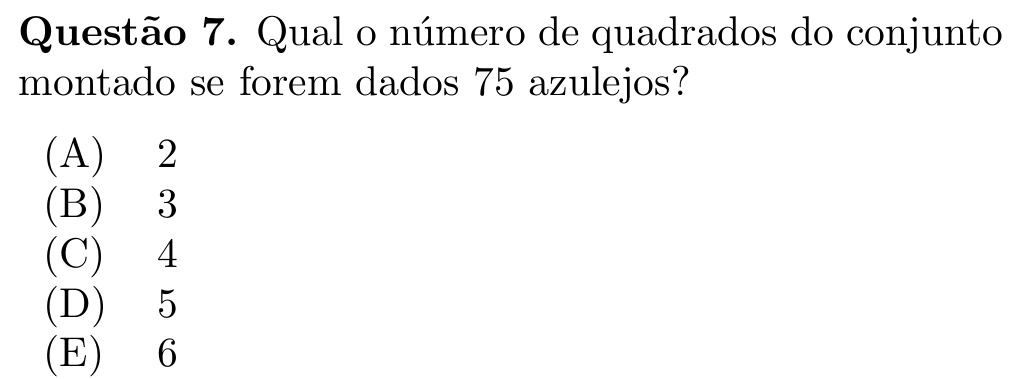 Questão 7. Qual o número de quadrados do conjunto
montado se forem dados 75 azulejos?
(A) 2
(B) 3
(C) 4
(D) 5
(E) 6